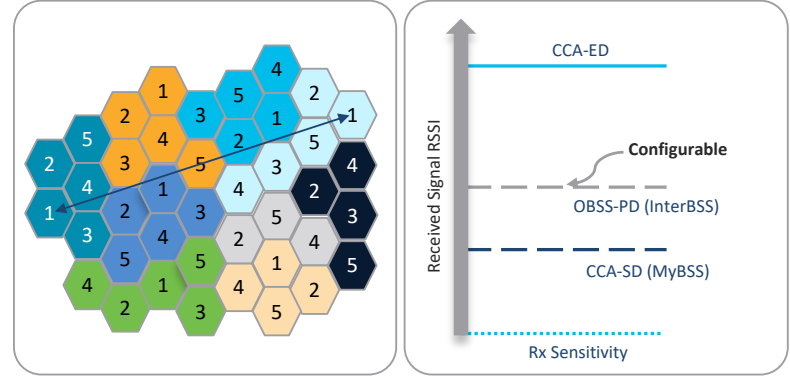 4
1 5 2
2 3 1 1
5 4 2 5
2 3 5 3 4
4 1 4 2
1 2 3 5 3
3 4 2 4
5 5 1 5
4 1 4 2
2 3 5
Received Signal RSSI
CCA-ED
Configurable
OBSS-PD (InterBSS)
CCA-SD (MyBSS)
Rx Sensitivity